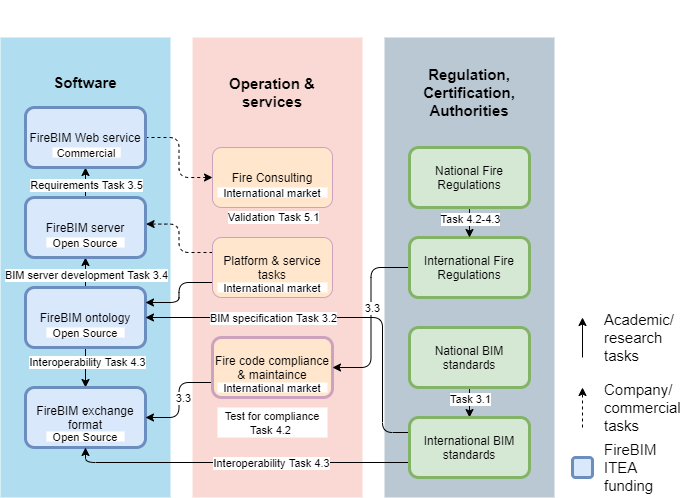 Software
FireBIM Web service
Commercial
Requirements Task 3.5
FireBIM server
Open Source
BIM server development Task 3.4
FireBIM ontology
Open Source
Interoperability Task 4.3
FireBIM exchange
format
Open Source
Operation &
services
Fire Consulting
International market
Validation Task 5.1
Platform & service
tasks
International market
BIM specification Task 3.2
Fire code compliance
& maintaince
International market
3.3
3.3
Test for compliance
Task 4.2
Interoperability Task 4.3
Regulation,
Certification,
Authorities
National Fire
Regulations
Task 4.2-4.3
International Fire
Regulations
National BIM
standards
Task 3.1
International BIM
standards
Academic/
research
tasks
Company/
commercial
tasks
FireBIM
ITEA
funding